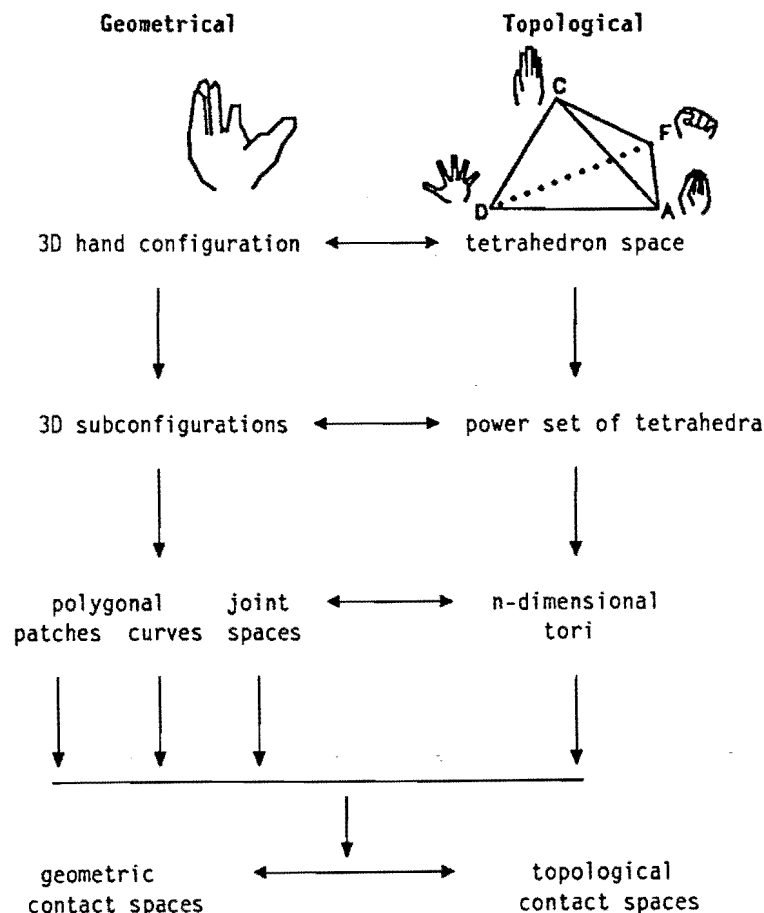 Geometrical Topological
C
F
D A
3D hand configuration tetrahedron space
3D subconfigurations power set of tetrahedra
polygonal joint n-dimensional
patches curves spaces tori
geometric topological
contact spaces contact spaces